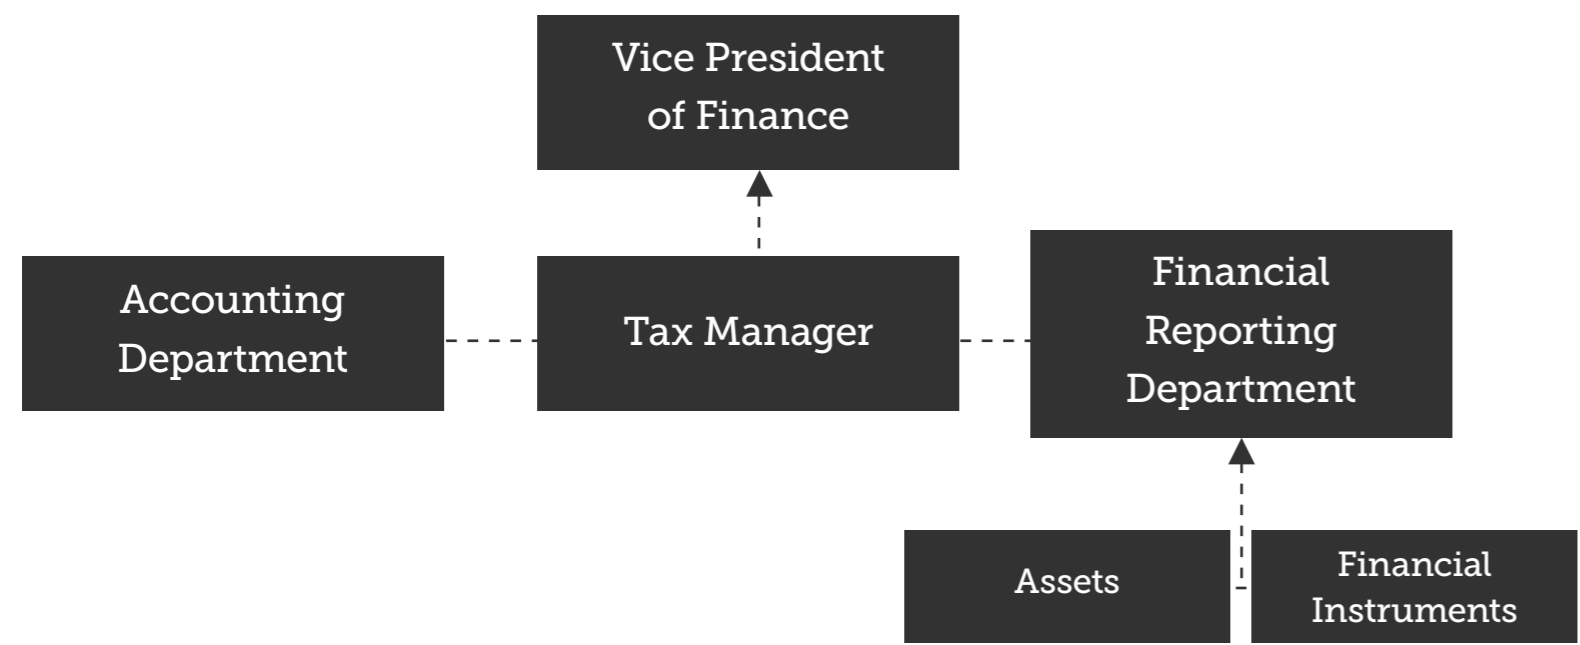 Vice President
of Finance
Accounting
Department
Tax Manager
Financial
Reporting
Department
Assets
Financial
Instruments